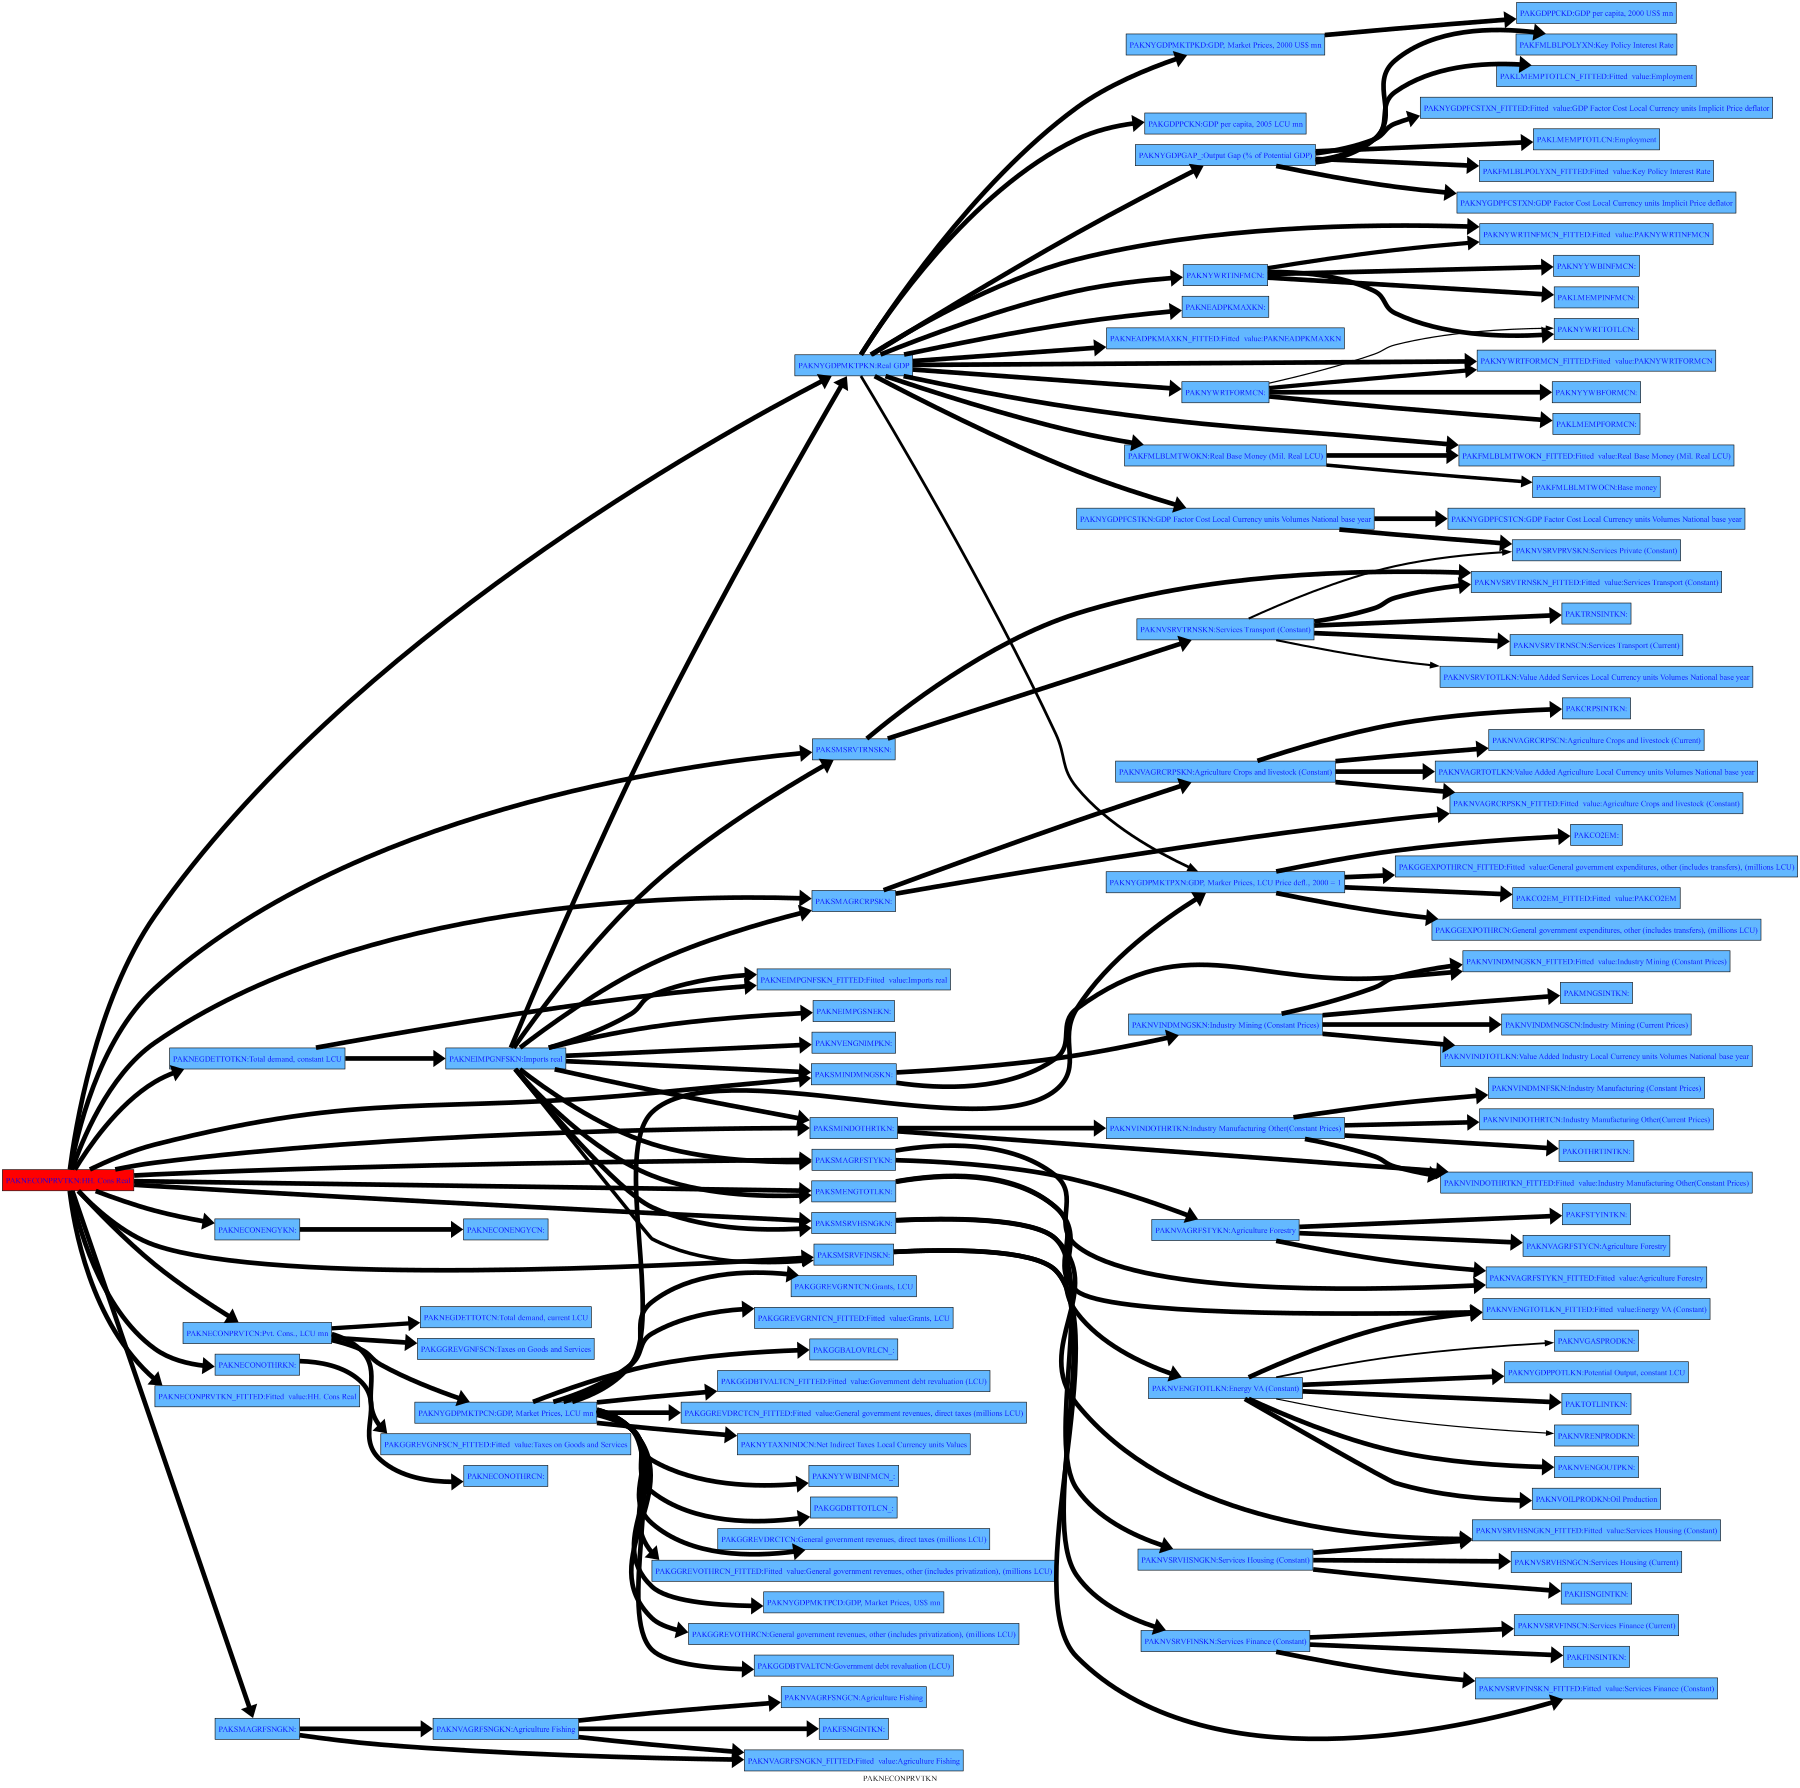 PAKGDPPCKD:GDP per capita, 2000 US$ mn
PAKNYGDPMKTPKD:GDP, Market Prices, 2000 US$ mn
PAKFMLBLPOLYXN:Key Policy Interest Rate
PAKLMEMPTOTLCN_FITTED:Fitted value:Employment
PAKNYGDPFCSTXN_FITTED:Fitted value:GDP Factor Cost Local Currency units Implicit Price deflator
PAKGDPPCKN:GDP per capita, 2005 LCU mn
PAKLMEMPTOTLCN:Employment
PAKNYGDPGAP_:Output Gap (% of Potential GDP)
PAKFMLBLPOLYXN_FITTED:Fitted value:Key Policy Interest Rate
PAKNYGDPFCSTXN:GDP Factor Cost Local Currency units Implicit Price deflator
PAKNYWRTINFMCN_FITTED:Fitted value:PAKNYWRTINFMCN
PAKNYYWBINFMCN:
PAKNYWRTINFMCN:
PAKLMEMPINFMCN:
PAKNEADPKMAXKN:
PAKNYWRTTOTLCN:
PAKNEADPKMAXKN_FITTED:Fitted value:PAKNEADPKMAXKN
PAKNYWRTFORMCN_FITTED:Fitted value:PAKNYWRTFORMCN
PAKNYGDPMKTPKN:Real GDP
PAKNYWRTFORMCN:
PAKNYYWBFORMCN:
PAKLMEMPFORMCN:
PAKFMLBLMTWOKN:Real Base Money (Mil. Real LCU)
PAKFMLBLMTWOKN_FITTED:Fitted value:Real Base Money (Mil. Real LCU)
PAKFMLBLMTWOCN:Base money
PAKNYGDPFCSTKN:GDP Factor Cost Local Currency units Volumes National base year
PAKNYGDPFCSTCN:GDP Factor Cost Local Currency units Volumes National base year
PAKNVSRVPRVSKN:Services Private (Constant)
PAKNVSRVTRNSKN_FITTED:Fitted value:Services Transport (Constant)
PAKTRNSINTKN:
PAKNVSRVTRNSKN:Services Transport (Constant)
PAKNVSRVTRNSCN:Services Transport (Current)
PAKNVSRVTOTLKN:Value Added Services Local Currency units Volumes National base year
PAKCRPSINTKN:
PAKNVAGRCRPSCN:Agriculture Crops and livestock (Current)
PAKSMSRVTRNSKN:
PAKNVAGRCRPSKN:Agriculture Crops and livestock (Constant)
PAKNVAGRTOTLKN:Value Added Agriculture Local Currency units Volumes National base year
PAKNVAGRCRPSKN_FITTED:Fitted value:Agriculture Crops and livestock (Constant)
PAKCO2EM:
PAKGGEXPOTHRCN_FITTED:Fitted value:General government expenditures, other (includes transfers), (millions LCU)
PAKNYGDPMKTPXN:GDP, Market Prices, LCU Price defl., 2000 = 1
PAKSMAGRCRPSKN:
PAKCO2EM_FITTED:Fitted value:PAKCO2EM
PAKGGEXPOTHRCN:General government expenditures, other (includes transfers), (millions LCU)
PAKNVINDMNGSKN_FITTED:Fitted value:Industry Mining (Constant Prices)
PAKNEIMPGNFSKN_FITTED:Fitted value:Imports real
PAKMNGSINTKN:
PAKNEIMPGSNEKN:
PAKNVINDMNGSKN:Industry Mining (Constant Prices)
PAKNVINDMNGSCN:Industry Mining (Current Prices)
PAKNVENGNIMPKN:
PAKNEGDETTOTKN:Total demand, constant LCU
PAKNEIMPGNFSKN:Imports real
PAKNVINDTOTLKN:Value Added Industry Local Currency units Volumes National base year
PAKSMINDMNGSKN:
PAKNVINDMNFSKN:Industry Manufacturing (Constant Prices)
PAKNVINDOTHRTCN:Industry Manufacturing Other(Current Prices)
PAKSMINDOTHRTKN:
PAKNVINDOTHRTKN:Industry Manufacturing Other(Constant Prices)
PAKOTHRTINTKN:
PAKSMAGRFSTYKN:
PAKNECONPRVTKN:HH. Cons Real
PAKNVINDOTHRTKN_FITTED:Fitted value:Industry Manufacturing Other(Constant Prices)
PAKSMENGTOTLKN:
PAKFSTYINTKN:
PAKSMSRVHSNGKN:
PAKNECONENGYKN:
PAKNECONENGYCN:
PAKNVAGRFSTYKN:Agriculture Forestry
PAKNVAGRFSTYCN:Agriculture Forestry
PAKSMSRVFINSKN:
PAKNVAGRFSTYKN_FITTED:Fitted value:Agriculture Forestry
PAKGGREVGRNTCN:Grants, LCU
PAKNVENGTOTLKN_FITTED:Fitted value:Energy VA (Constant)
PAKNEGDETTOTCN:Total demand, current LCU
PAKGGREVGRNTCN_FITTED:Fitted value:Grants, LCU
PAKNECONPRVTCN:Pvt. Cons., LCU mn
PAKNVGASPRODKN:
PAKGGREVGNFSCN:Taxes on Goods and Services
PAKGGBALOVRLCN_:
PAKNECONOTHRKN:
PAKNYGDPPOTLKN:Potential Output, constant LCU
PAKGGDBTVALTCN_FITTED:Fitted value:Government debt revaluation (LCU)
PAKNVENGTOTLKN:Energy VA (Constant)
PAKNECONPRVTKN_FITTED:Fitted value:HH. Cons Real
PAKTOTLINTKN:
PAKNYGDPMKTPCN:GDP, Market Prices, LCU mn
PAKGGREVDRCTCN_FITTED:Fitted value:General government revenues, direct taxes (millions LCU)
PAKNVRENPRODKN:
PAKGGREVGNFSCN_FITTED:Fitted value:Taxes on Goods and Services
PAKNYTAXNINDCN:Net Indirect Taxes Local Currency units Values
PAKNVENGOUTPKN:
PAKNECONOTHRCN:
PAKNYYWBINFMCN_:
PAKNVOILPRODKN:Oil Production
PAKGGDBTTOTLCN_:
PAKNVSRVHSNGKN_FITTED:Fitted value:Services Housing (Constant)
PAKGGREVDRCTCN:General government revenues, direct taxes (millions LCU)
PAKNVSRVHSNGKN:Services Housing (Constant)
PAKNVSRVHSNGCN:Services Housing (Current)
PAKGGREVOTHRCN_FITTED:Fitted value:General government revenues, other (includes privatization), (millions LCU)
PAKHSNGINTKN:
PAKNYGDPMKTPCD:GDP, Market Prices, US$ mn
PAKNVSRVFINSCN:Services Finance (Current)
PAKGGREVOTHRCN:General government revenues, other (includes privatization), (millions LCU)
PAKNVSRVFINSKN:Services Finance (Constant)
PAKFINSINTKN:
PAKGGDBTVALTCN:Government debt revaluation (LCU)
PAKNVSRVFINSKN_FITTED:Fitted value:Services Finance (Constant)
PAKNVAGRFSNGCN:Agriculture Fishing
PAKSMAGRFSNGKN:
PAKNVAGRFSNGKN:Agriculture Fishing
PAKFSNGINTKN:
PAKNVAGRFSNGKN_FITTED:Fitted value:Agriculture Fishing
PAKNECONPRVTKN